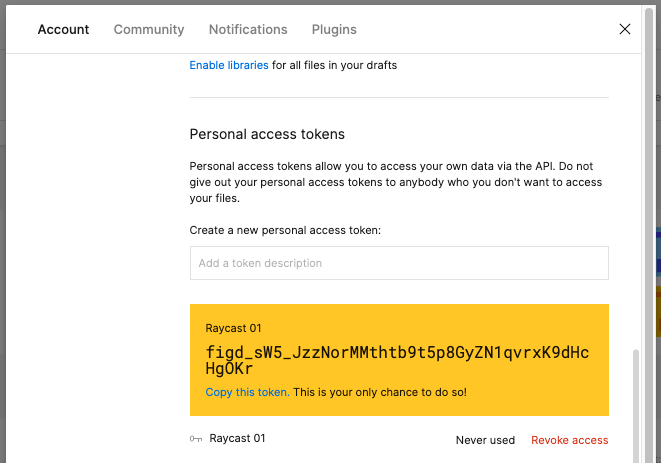 Account Community Notifications Plugins
Enable libraries for all files in your drafts
Personal access tokens
Personal access tokens allow you to access your own data via the API. Do not
give out your personal access tokens to anybody who you don't want to access
your files.
Create a new personal access token:
Add a token description
Raycast 01
figd_sW5_JzzNorMMthtb9t5p8GyZN1qvrxK9dHc
HgOKr
Copy this token. This is your only chance to do so!
Raycast 01 Never used Revoke access